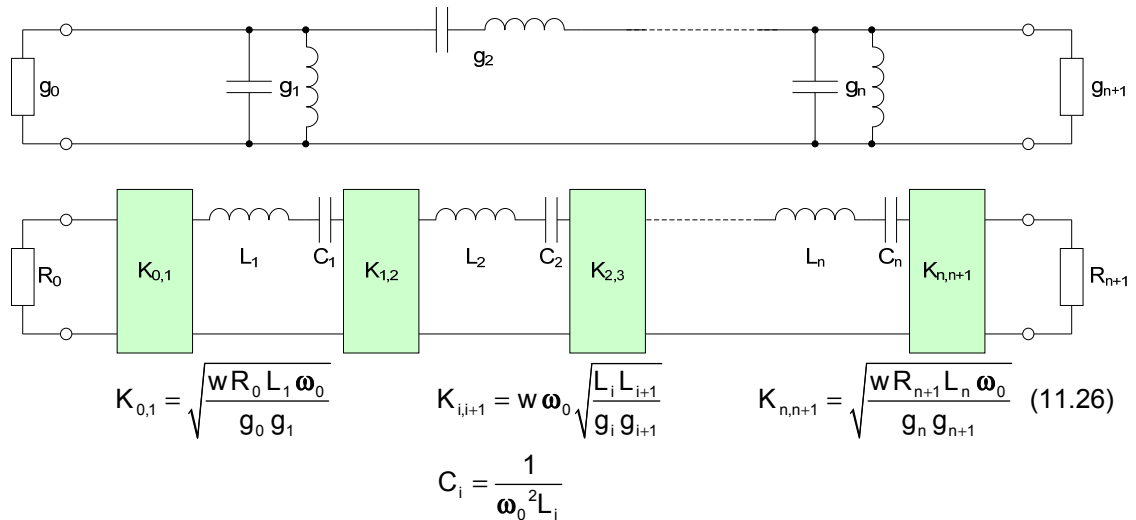 g₀ g₁ g₂ gₙ gₙ₊₁
R₀ K₀,₁ L₁ C₁ K₁,₂ L₂ C₂ K₂,₃ Lₙ Cₙ Kₙ,ₙ₊₁ Rₙ₊₁
K₀,₁ = √(w R₀ L₁ ω₀ / g₀ g₁) Kᵢ,ᵢ₊₁ = w ω₀ √(Lᵢ Lᵢ₊₁ / gᵢ gᵢ₊₁) Kₙ,ₙ₊₁ = √(w Rₙ₊₁ Lₙ ω₀ / gₙ gₙ₊₁) (11.26)
Cᵢ = 1 / ω₀² Lᵢ